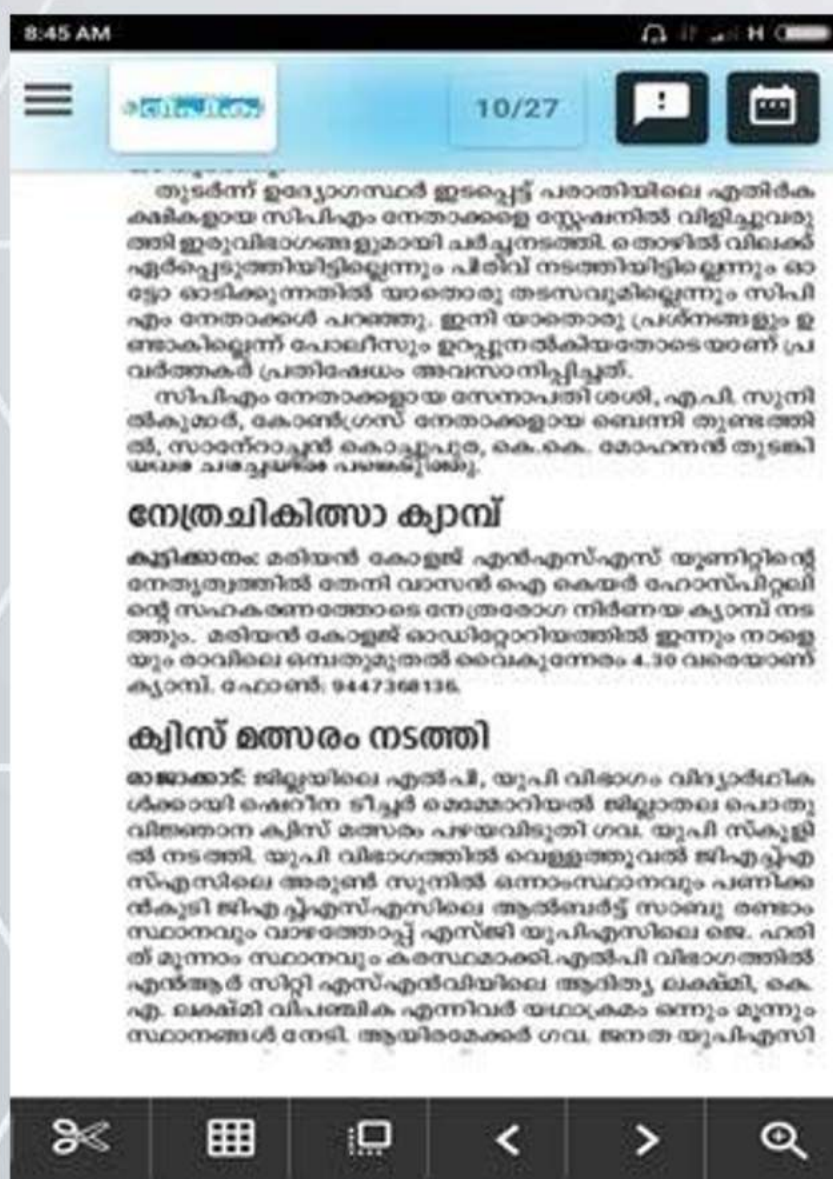 8:45 AM
H
10/27
തുടർന്ന് ഉദ്യോഗസ്ഥർ ഇടപെട്ട് പരാതിയിലെ എതിർക
ക്ഷികളായ സിപിഎം നേതാക്കളെ സ്റ്റേഷനിൽ വിളിച്ചുവരു
ത്തി ഇരുവിഭാഗങ്ങളുമായി ചർച്ചനടത്തി. തൊഴിൽ വിലക്ക്
ഏർപ്പെടുത്തിയിട്ടില്ലെന്നും പിരിവ് നടത്തിയിട്ടില്ലെന്നും ഓ
ട്ടോ ഓടിക്കുന്നതിൽ യാതൊരു തടസവുമില്ലെന്നും സിപി
എം നേതാക്കൾ പറഞ്ഞു. ഇനി യാതൊരു പ്രശ്നങ്ങളും ഉ
ണ്ടാകില്ലെന്ന് പോലീസും ഉറപ്പുനൽകിയതോടെയാണ് പ്ര
വർത്തകർ പ്രതിഷേധം അവസാനിപ്പിച്ചത്.
സിപിഎം നേതാക്കളായ സേനാപതി ശശി, എ.പി. സുനി
ൽകുമാർ, കോൺഗ്രസ് നേതാക്കളായ ബെന്നി തുണ്ടത്തി
ൽ, സാന്റോച്ചൻ കൊച്ചുപുര, കെ.കെ. മോഹനൻ തുടങ്ങി
യവർ ചർച്ചയിൽ പങ്കെടുത്തു.
നേത്രചികിത്സാ ക്യാമ്പ്
കുട്ടിക്കാനം: മരിയൻ കോളജ് എൻഎസ്എസ് യൂണിറ്റിന്റെ
നേതൃത്വത്തിൽ തേനി വാസൻ ഐ കെയർ ഹോസ്പിറ്റലി
ന്റെ സഹകരണത്തോടെ നേത്രരോഗ നിർണയ ക്യാമ്പ് നട
ത്തും. മരിയൻ കോളജ് ഓഡിറ്റോറിയത്തിൽ ഇന്നും നാളെ
യും രാവിലെ ഒമ്പതുമുതൽ വൈകുന്നേരം 4.30 വരെയാണ്
ക്യാമ്പ്. ഫോൺ: 9447368136.
ക്വിസ് മത്സരം നടത്തി
രാജാക്കാട്: ജില്ലയിലെ എൽപി, യുപി വിഭാഗം വിദ്യാർഥിക
ൾക്കായി ഷെറീന ടീച്ചർ മെമ്മോറിയൽ ജില്ലാതല പൊതു
വിജ്ഞാന ക്വിസ് മത്സരം പഴയവിടുതി ഗവ. യുപി സ്കൂളി
ൽ നടത്തി. യുപി വിഭാഗത്തിൽ വെള്ളത്തൂവൽ ജിഎച്ച്എ
സ്എസിലെ അരുൺ സുനിൽ ഒന്നാംസ്ഥാനവും പണിക്ക
ൻകുടി ജിഎച്ച്എസ്എസിലെ ആൽബർട്ട് സാബു രണ്ടാം
സ്ഥാനവും വാഴത്തോപ്പ് എസ്ജി യുപിഎസിലെ ജെ. ഹരി
ത് മൂന്നാം സ്ഥാനവും കരസ്ഥമാക്കി.എൽപി വിഭാഗത്തിൽ
എൻആർ സിറ്റി എസ്എൻവിയിലെ ആദിത്യ ലക്ഷ്മി, കെ.
എ. ലക്ഷ്മി വിപഞ്ചിക എന്നിവർ യഥാക്രമം ഒന്നും മൂന്നും
സ്ഥാനങ്ങൾ നേടി. ആയിരമേക്കർ ഗവ. ജനത യുപിഎസി